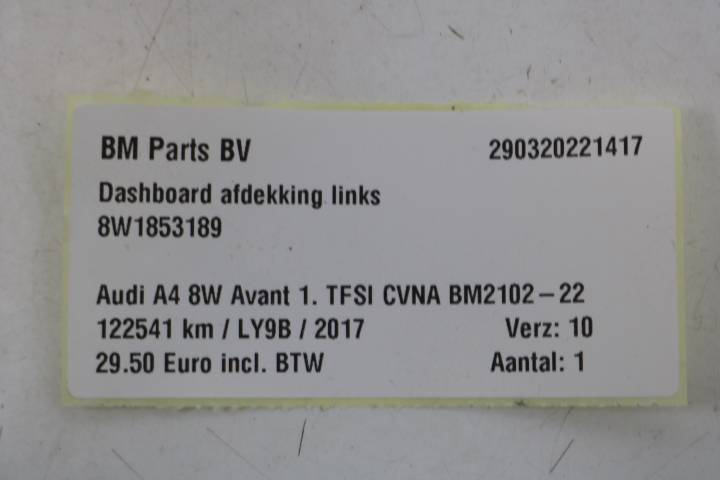 BM Parts BV 290320221417
Dashboard afdekking links
8W1853189
Audi A4 8W Avant 1. TFSI CVNA BM2102-22
122541 km / LY9B / 2017 Verz: 10
29.50 Euro incl. BTW Aantal: 1